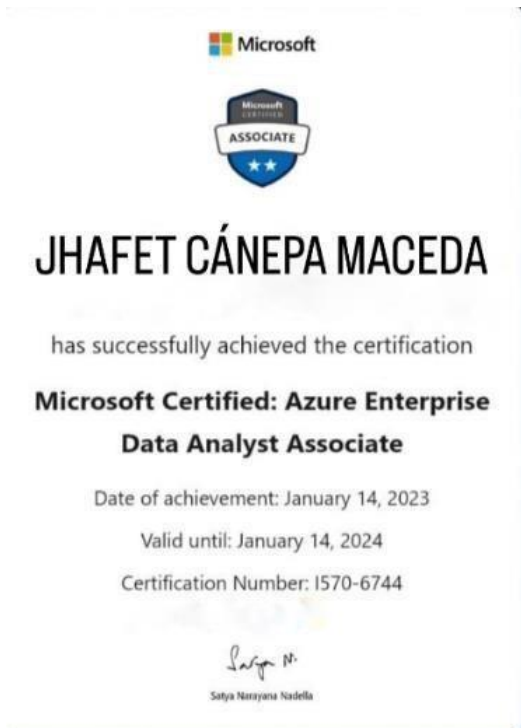 Microsoft
Microsoft
CERTIFIED
ASSOCIATE
JHAFET CÁNEPA MACEDA
has successfully achieved the certification
Microsoft Certified: Azure Enterprise
Data Analyst Associate
Date of achievement: January 14, 2023
Valid until: January 14, 2024
Certification Number: I570-6744
Satya N.
Satya Narayana Nadella